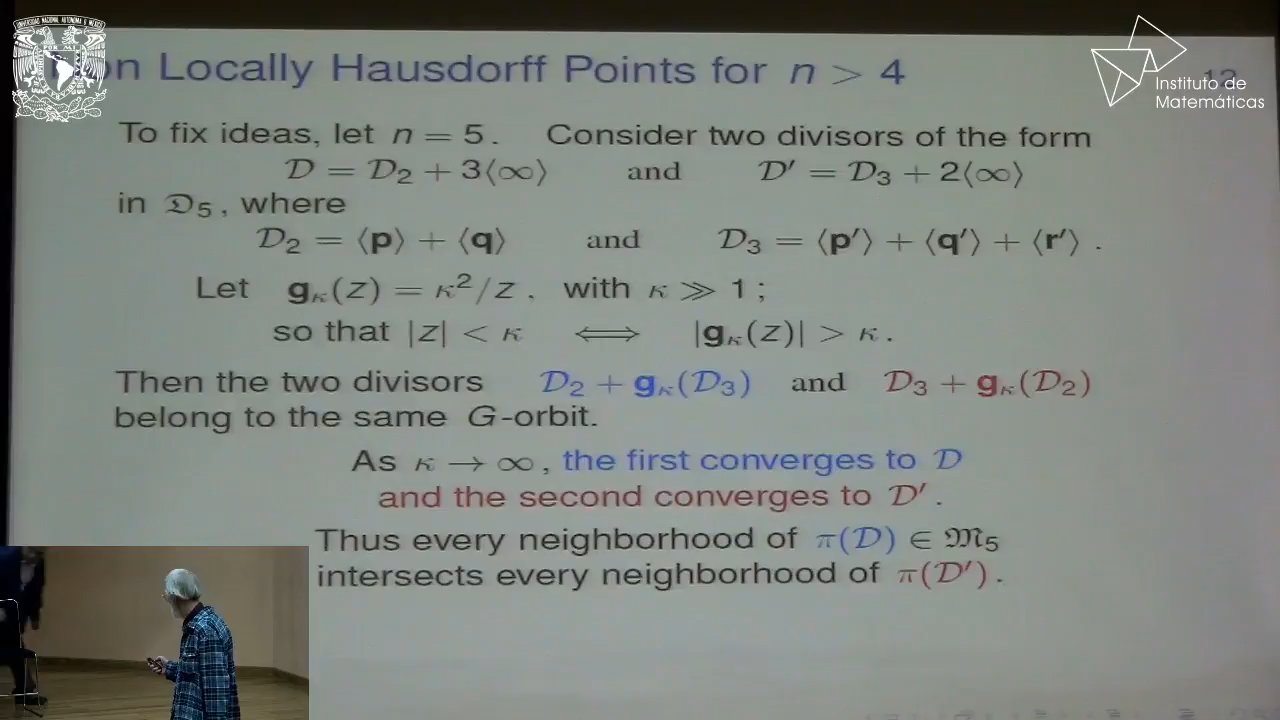 on Locally Hausdorff Points for n > 4
12
Instituto de
Matemáticas
To fix ideas, let n = 5. Consider two divisors of the form
𝒟 = 𝒟₂ + 3⟨∞⟩ and 𝒟′ = 𝒟₃ + 2⟨∞⟩
in 𝔇₅, where
𝒟₂ = ⟨p⟩ + ⟨q⟩ and 𝒟₃ = ⟨p′⟩ + ⟨q′⟩ + ⟨r′⟩ .
Let g_κ(z) = κ²/z , with κ ≫ 1 ;
so that |z| < κ ⟺ |g_κ(z)| > κ .
Then the two divisors 𝒟₂ + g_κ(𝒟₃) and 𝒟₃ + g_κ(𝒟₂)
belong to the same G-orbit.
As κ → ∞ , the first converges to 𝒟
and the second converges to 𝒟′ .
Thus every neighborhood of π(𝒟) ∈ 𝔐₅
intersects every neighborhood of π(𝒟′) .